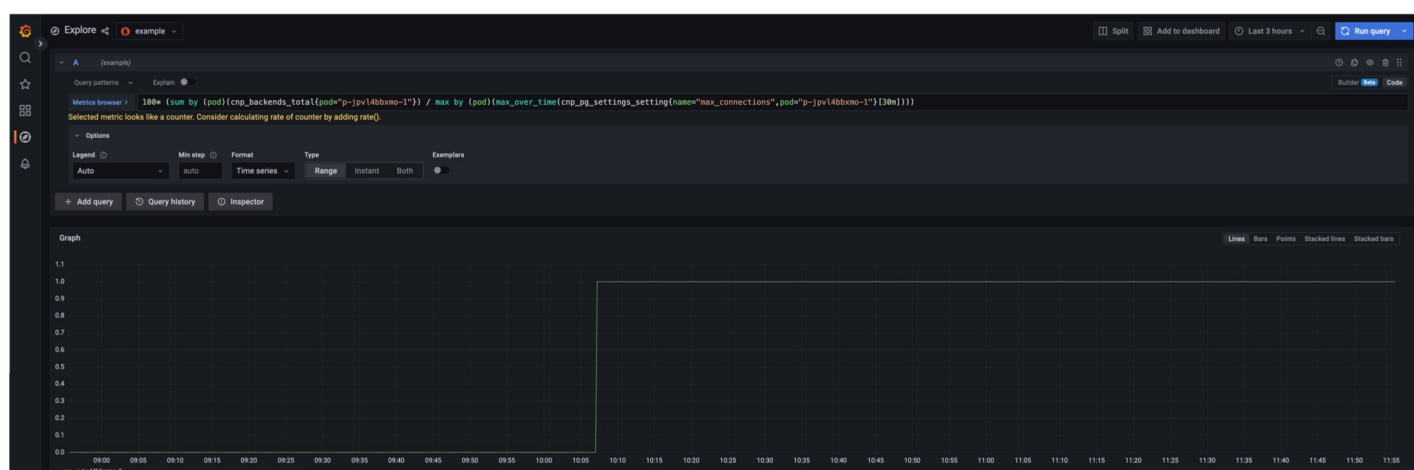 Explore example Split Add to dashboard Last 3 hours Run query
A (example)
Query patterns Explain Builder Beta Code
Metrics browser > 100* (sum by (pod)(cnp_backends_total{pod="p-jpvl4bbxmo-1"}) / max by (pod)(max_over_time(cnp_pg_settings_setting{name="max_connections",pod="p-jpvl4bbxmo-1"}[30m])))
Selected metric looks like a counter. Consider calculating rate of counter by adding rate().
Options
Legend Min step Format Type Exemplars
Auto auto Time series Range Instant Both
+ Add query Query history Inspector
Graph Lines Bars Points Stacked lines Stacked bars
1.1
1.0
0.9
0.8
0.7
0.6
0.5
0.4
0.3
0.2
0.1
0.0
09:00 09:05 09:10 09:15 09:20 09:25 09:30 09:35 09:40 09:45 09:50 09:55 10:00 10:05 10:10 10:15 10:20 10:25 10:30 10:35 10:40 10:45 10:50 10:55 11:00 11:05 11:10 11:15 11:20 11:25 11:30 11:35 11:40 11:45 11:50 11:55